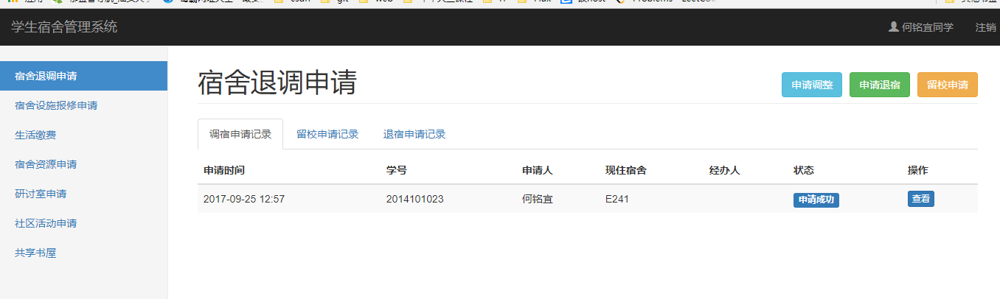 csdn git web
学生宿舍管理系统 何铭宜同学 注销
宿舍退调申请
宿舍设施报修申请
生活缴费
宿舍资源申请
研讨室申请
社区活动申请
共享书屋
宿舍退调申请
申请调整 申请退宿 留校申请
调宿申请记录 留校申请记录 退宿申请记录
申请时间 学号 申请人 现住宿舍 经办人 状态 操作
2017-09-25 12:57 2014101023 何铭宜 E241 申请成功 查看